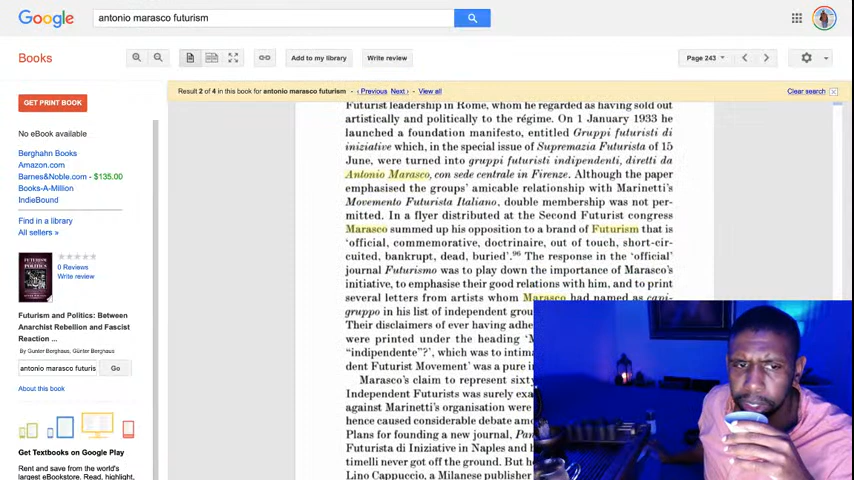 Google
antonio marasco futurism
Books
Add to my library
Write review
Page 243
Result 2 of 4 in this book for antonio marasco futurism - ‹ Previous Next › - View all
Clear search
GET PRINT BOOK
No eBook available
Berghahn Books
Amazon.com
Barnes&Noble.com - $135.00
Books-A-Million
IndieBound
Find in a library
All sellers »
0 Reviews
Write review
FUTURISM
POLITICS
Futurism and Politics: Between
Anarchist Rebellion and Fascist
Reaction ...
By Gunter Berghaus, Günter Berghaus
antonio marasco futuris
Go
About this book
Get Textbooks on Google Play
Rent and save from the world's
largest eBookstore. Read, highlight,
Futurist leadership in Rome, whom he regarded as having sold out
artistically and politically to the régime. On 1 January 1933 he
launched a foundation manifesto, entitled Gruppi futuristi di
iniziative which, in the special issue of Supremazia Futurista of 15
June, were turned into gruppi futuristi indipendenti, diretti da
Antonio Marasco, con sede centrale in Firenze. Although the paper
emphasised the groups' amicable relationship with Marinetti's
Movimento Futurista Italiano, double membership was not per-
mitted. In a flyer distributed at the Second Futurist congress
Marasco summed up his opposition to a brand of Futurism that is
'official, commemorative, doctrinaire, out of touch, short-cir-
cuited, bankrupt, dead, buried'.96 The response in the 'official'
journal Futurismo was to play down the importance of Marasco's
initiative, to emphasise their good relations with him, and to print
several letters from artists whom Marasco had named as capi-
gruppo in his list of independent grou
Their disclaimers of ever having adhe
were printed under the heading '
"indipendente"?', which was to intima
dent Futurist Movement' was a pure i
Marasco's claim to represent sixty
Independent Futurists was surely exa
against Marinetti's organisation were
hence caused considerable debate amo
Plans for founding a new journal, Pan
Futurista di Iniziative in Naples and
timelli never got off the ground. But he
Lino Cappuccio, a Milanese publisher